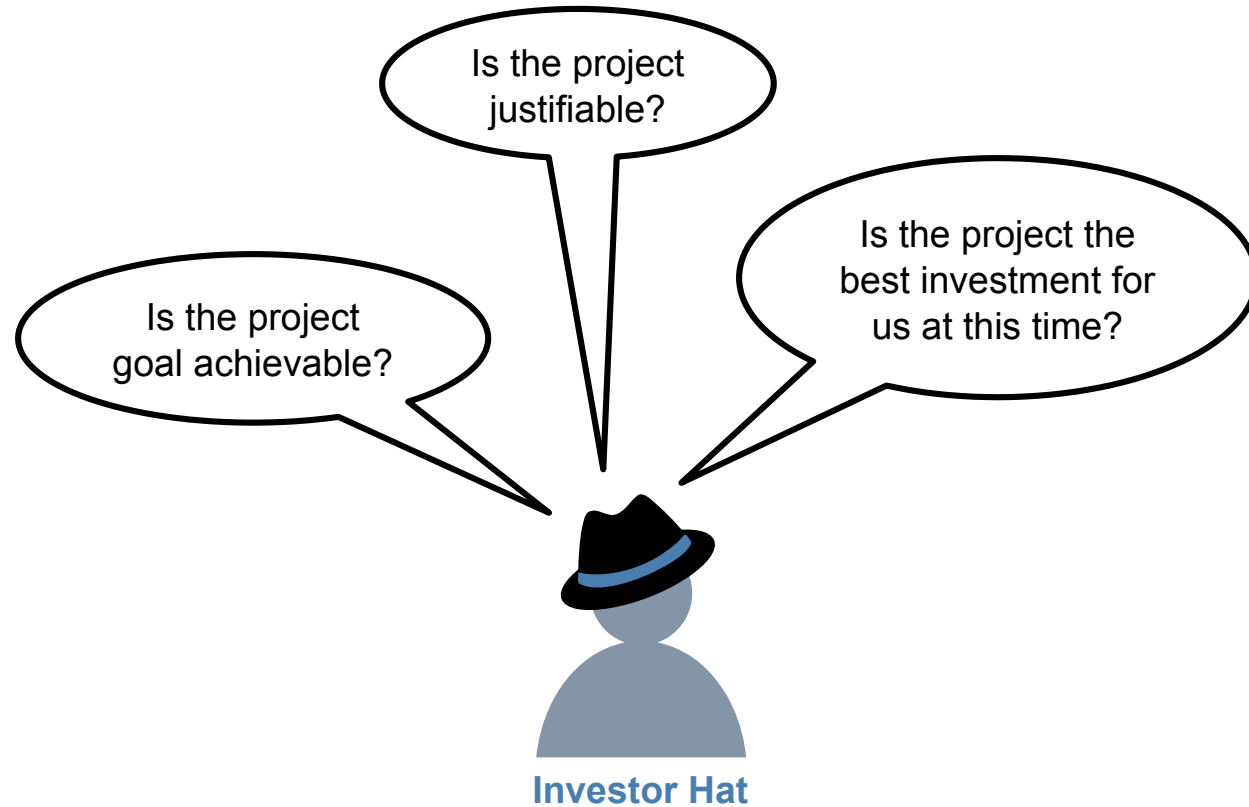 Is the project
justifiable?
Is the project the
best investment for
us at this time?
Is the project
goal achievable?
Investor Hat